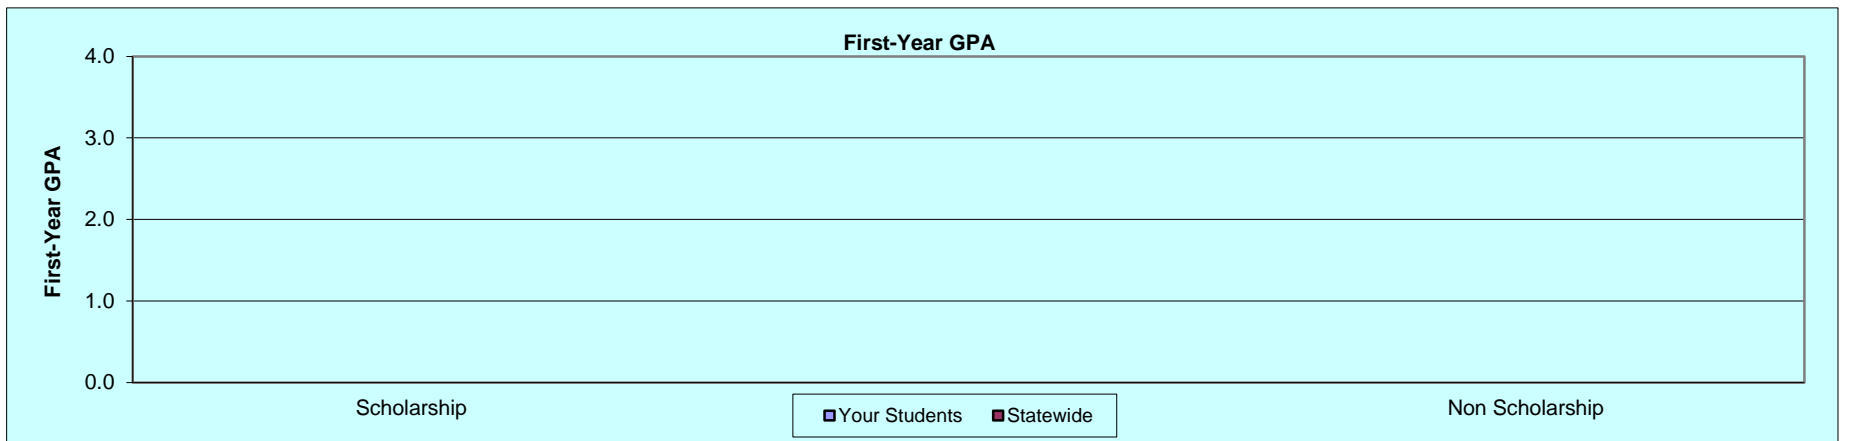 First-Year GPA
4.0
3.0
2.0
1.0
0.0
First-Year GPA
Scholarship
Non Scholarship
Your Students
Statewide